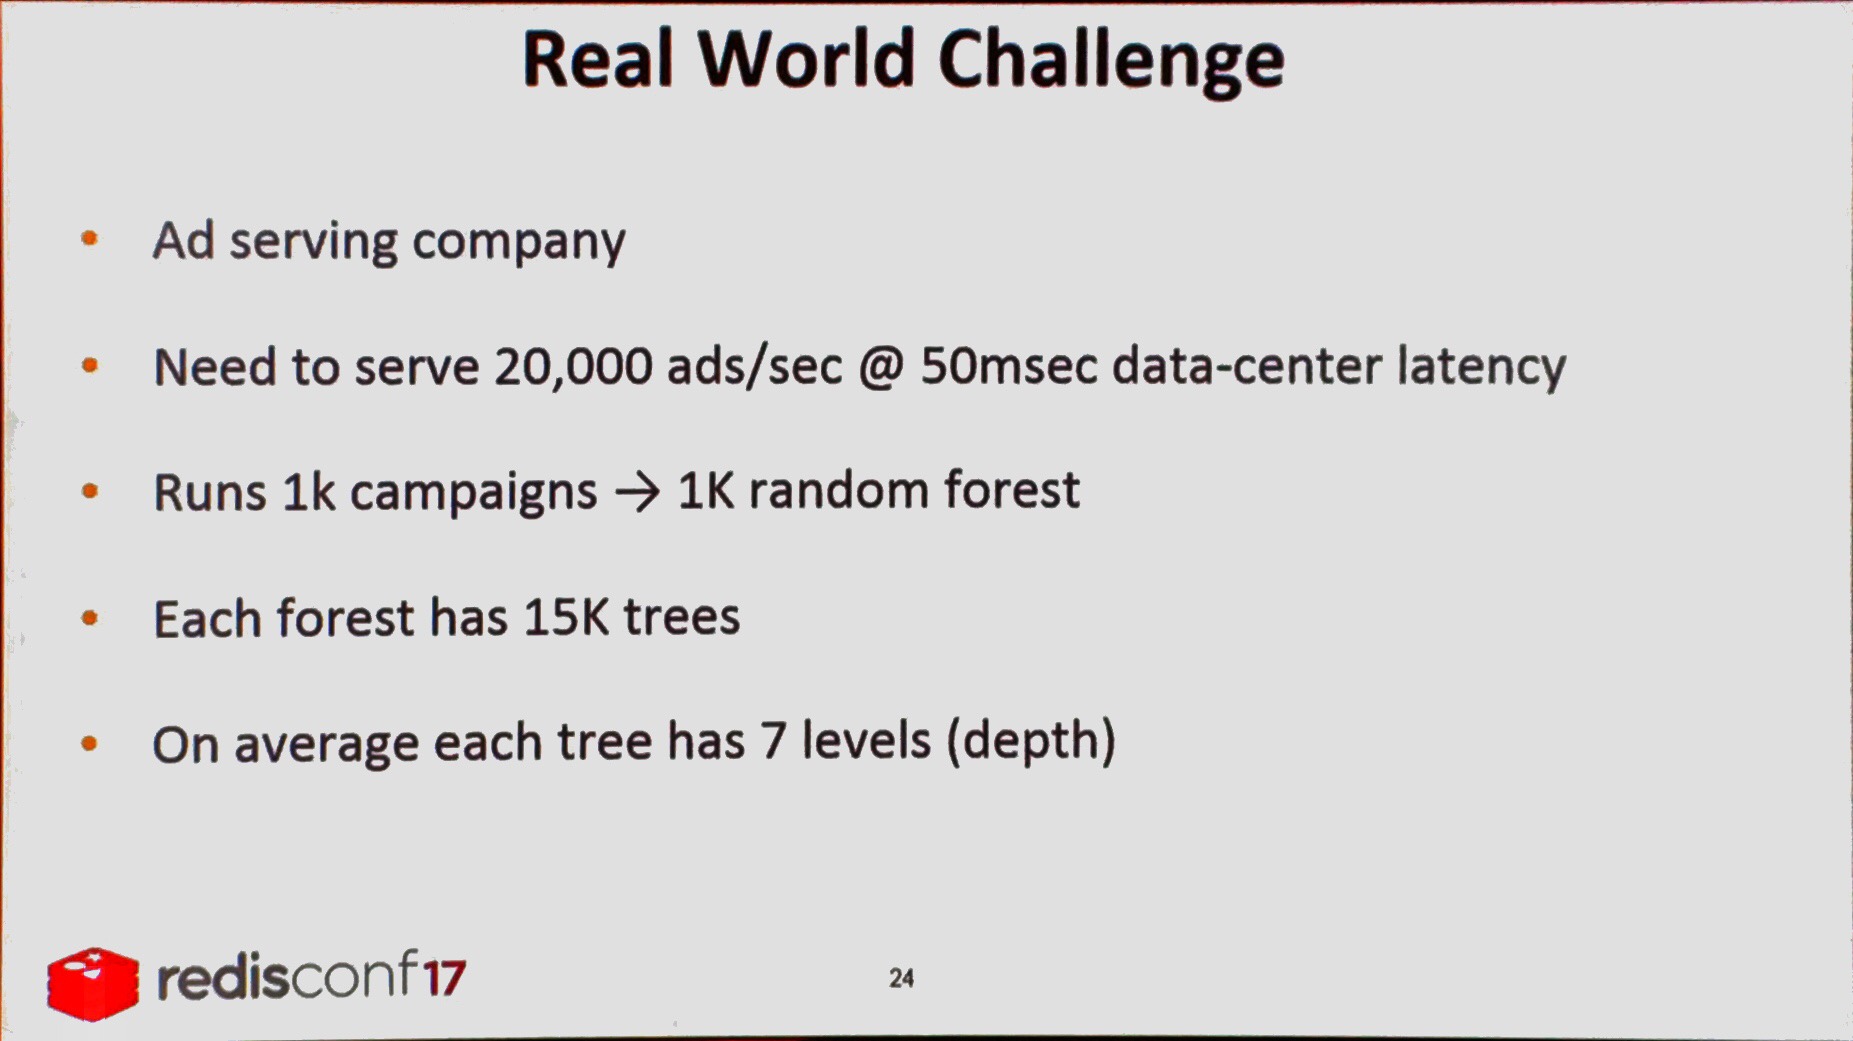 Real World Challenge
• Ad serving company
• Need to serve 20,000 ads/sec @ 50msec data-center latency
• Runs 1k campaigns → 1K random forest
• Each forest has 15K trees
• On average each tree has 7 levels (depth)
redisconf17
24